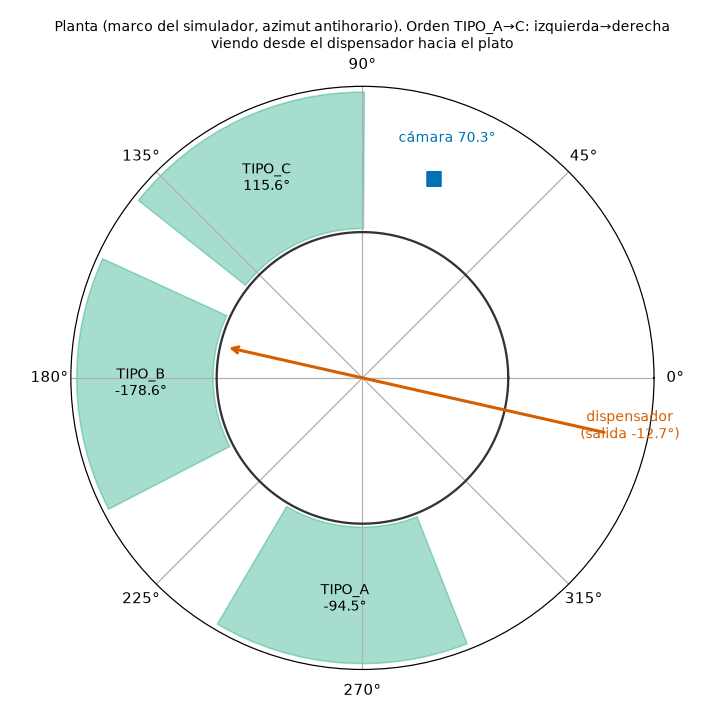 Planta (marco del simulador, azimut antihorario). Orden TIPO_A→C: izquierda→derecha
viendo desde el dispensador hacia el plato
90°
cámara 70.3°
135°
45°
TIPO_C
115.6°
180°
TIPO_B
-178.6°
0°
dispensador
(salida -12.7°)
TIPO_A
-94.5°
225°
315°
270°